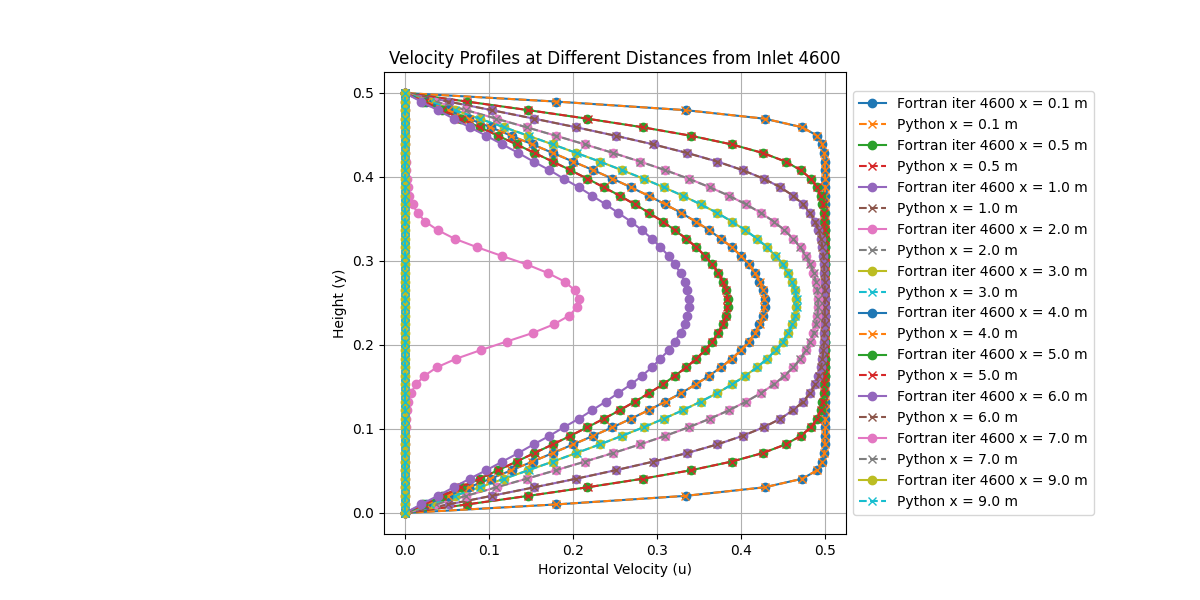 Velocity Profiles at Different Distances from Inlet 4600
Height (y)
0.5
0.4
0.3
0.2
0.1
0.0
0.0 0.1 0.2 0.3 0.4 0.5
Horizontal Velocity (u)
Fortran iter 4600 x = 0.1 m
Python x = 0.1 m
Fortran iter 4600 x = 0.5 m
Python x = 0.5 m
Fortran iter 4600 x = 1.0 m
Python x = 1.0 m
Fortran iter 4600 x = 2.0 m
Python x = 2.0 m
Fortran iter 4600 x = 3.0 m
Python x = 3.0 m
Fortran iter 4600 x = 4.0 m
Python x = 4.0 m
Fortran iter 4600 x = 5.0 m
Python x = 5.0 m
Fortran iter 4600 x = 6.0 m
Python x = 6.0 m
Fortran iter 4600 x = 7.0 m
Python x = 7.0 m
Fortran iter 4600 x = 9.0 m
Python x = 9.0 m